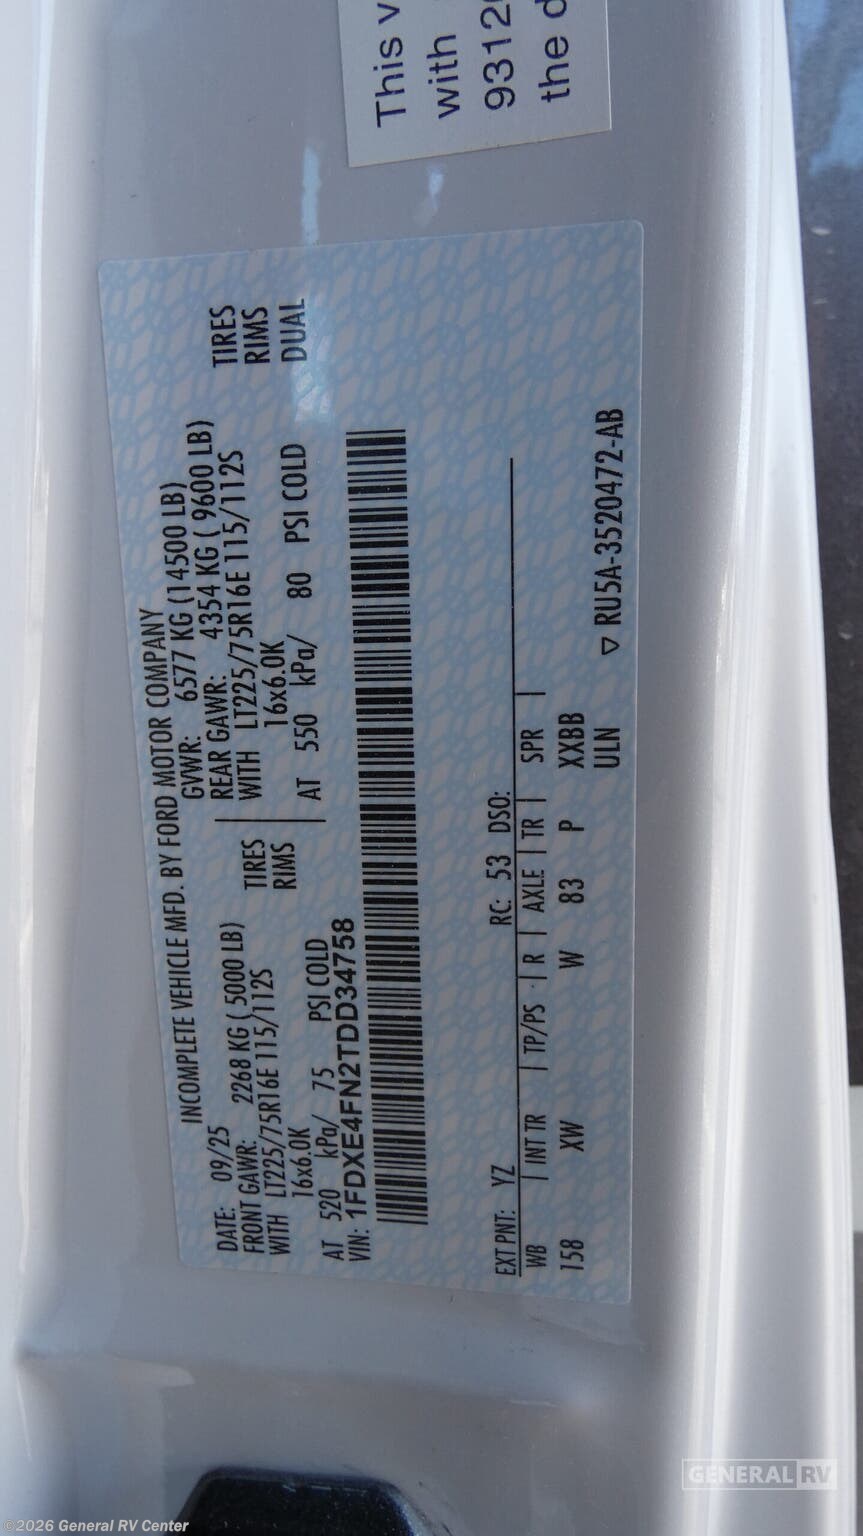 This v
with
9312
the d
INCOMPLETE VEHICLE MFD. BY FORD MOTOR COMPANY
DATE: 09/25 GVWR: 6577 KG (14500 LB)
FRONT GAWR: 2268 KG ( 5000 LB) REAR GAWR: 4354 KG ( 9600 LB)
WITH LT225/75R16E 115/112S TIRES WITH LT225/75R16E 115/112S TIRES
16x6.0K RIMS 16x6.0K RIMS
AT 520 kPa/ 75 PSI COLD AT 550 kPa/ 80 PSI COLD DUAL
VIN: 1FDXE4FN2TDD34758
EXT PNT: YZ RC: 53 DSO:
WB INT TR TP/PS R AXLE TR SPR
158 XW W 83 P XXBB
ULN ▽ RU5A-3520472-AB
GENERAL RV
©2026 General RV Center